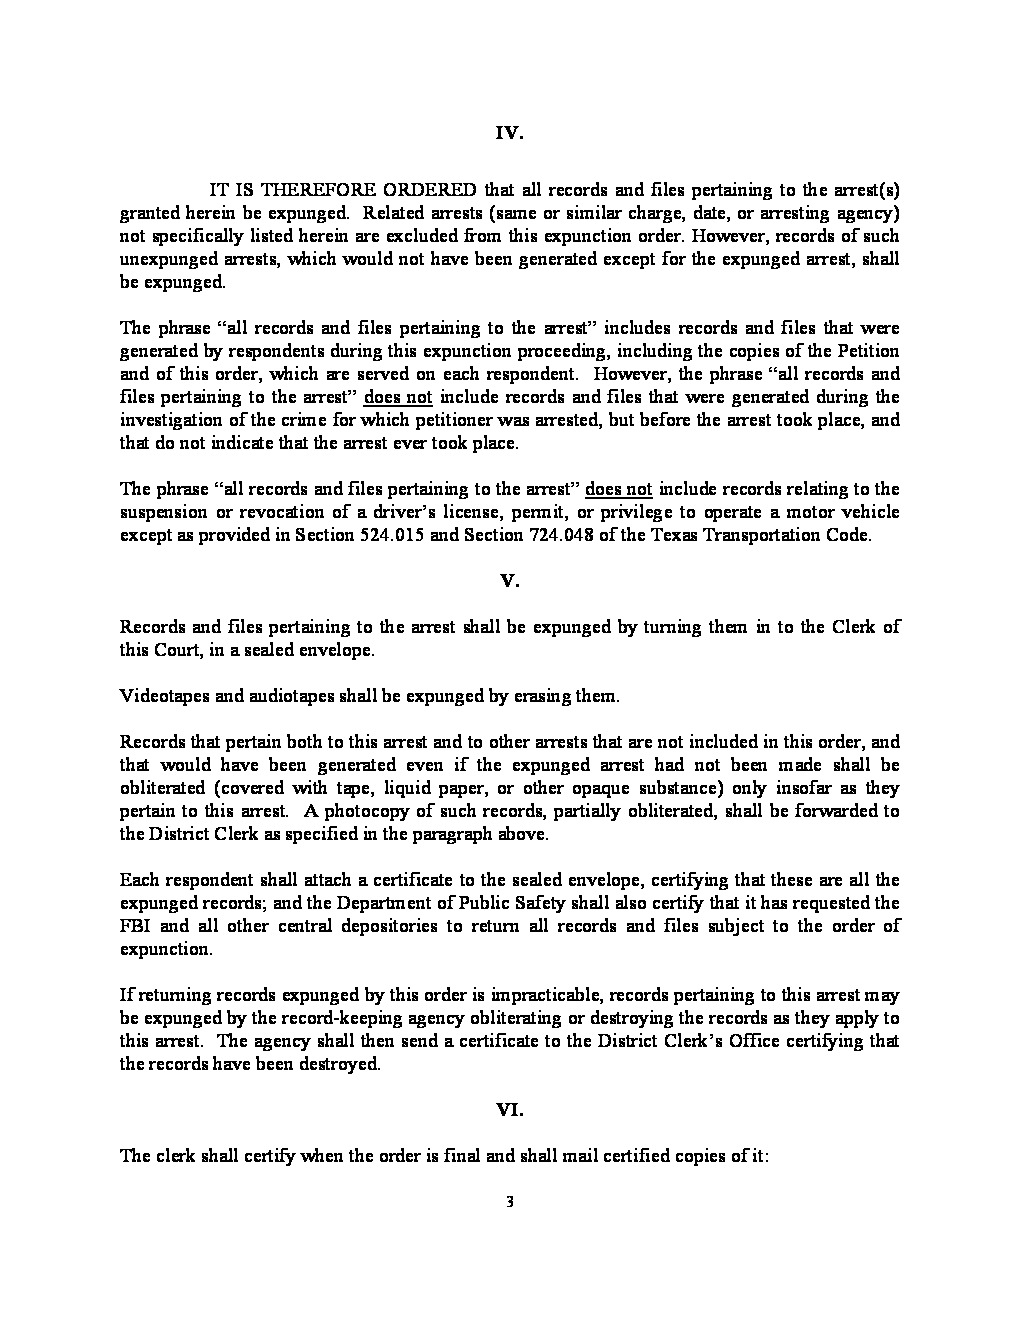 IV.
IT IS THEREFORE ORDERED that all records and files pertaining to the arrest(s)
granted herein be expunged.  Related arrests (same or similar charge, date, or arresting agency)
not specifically listed herein are excluded from this expunction order. However, records of such
unexpunged arrests, which would not have been generated except for the expunged arrest, shall
be expunged.
The phrase “all records and files pertaining to the arrest” includes records and files that were
generated by respondents during this expunction proceeding, including the copies of the Petition
and of this order, which are served on each respondent.  However, the phrase “all records and
files pertaining to the arrest” does not include records and files that were generated during the
investigation of the crime for which petitioner was arrested, but before the arrest took place, and
that do not indicate that the arrest ever took place.
The phrase “all records and files pertaining to the arrest” does not include records relating to the
suspension or revocation of a driver’s license, permit, or privilege to operate a motor vehicle
except as provided in Section 524.015 and Section 724.048 of the Texas Transportation Code.
V.
Records and files pertaining to the arrest shall be expunged by turning them in to the Clerk of
this Court, in a sealed envelope.
Videotapes and audiotapes shall be expunged by erasing them.
Records that pertain both to this arrest and to other arrests that are not included in this order, and
that would have been generated even if the expunged arrest had not been made shall be
obliterated (covered with tape, liquid paper, or other opaque substance) only insofar as they
pertain to this arrest.  A photocopy of such records, partially obliterated, shall be forwarded to
the District Clerk as specified in the paragraph above.
Each respondent shall attach a certificate to the sealed envelope, certifying that these are all the
expunged records; and the Department of Public Safety shall also certify that it has requested the
FBI and all other central depositories to return all records and files subject to the order of
expunction.
If returning records expunged by this order is impracticable, records pertaining to this arrest may
be expunged by the record-keeping agency obliterating or destroying the records as they apply to
this arrest.  The agency shall then send a certificate to the District Clerk’s Office certifying that
the records have been destroyed.
VI.
The clerk shall certify when the order is final and shall mail certified copies of it:
3